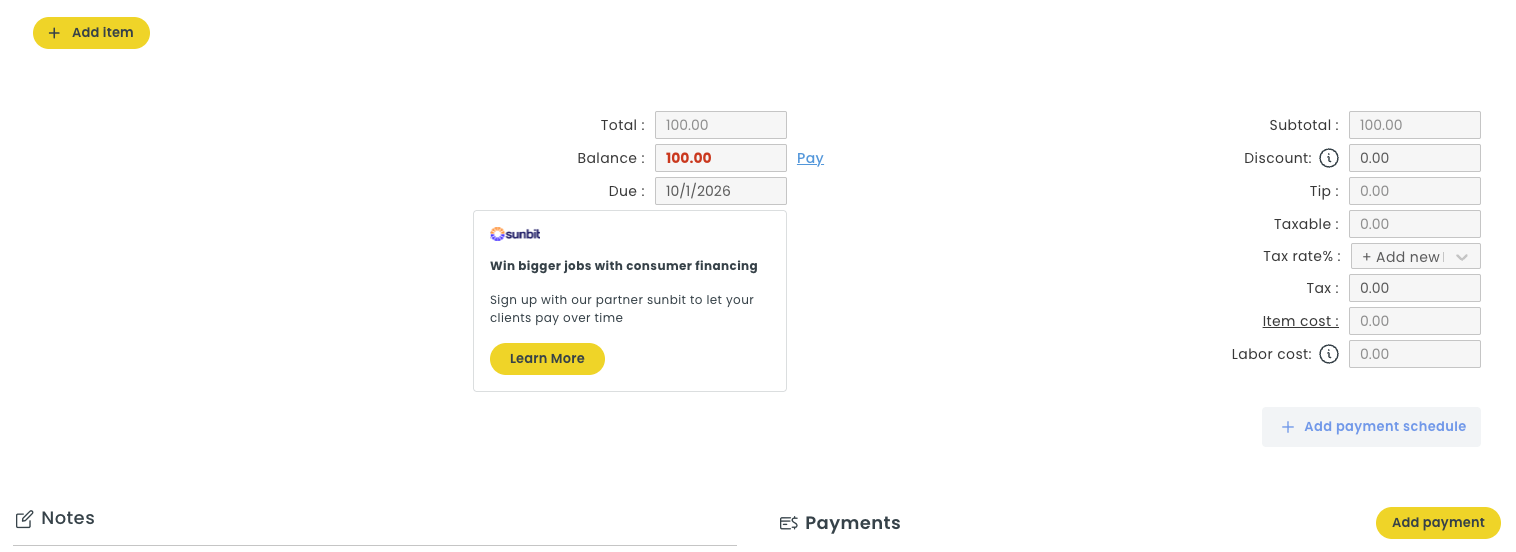 + Add item
Total : 100.00
Balance : 100.00 Pay
Due : 10/1/2026
sunbit
Win bigger jobs with consumer financing
Sign up with our partner sunbit to let your
clients pay over time
Learn More
Subtotal : 100.00
Discount: 0.00
Tip : 0.00
Taxable : 0.00
Tax rate% : + Add new
Tax : 0.00
Item cost : 0.00
Labor cost: 0.00
+ Add payment schedule
Notes
Payments
Add payment